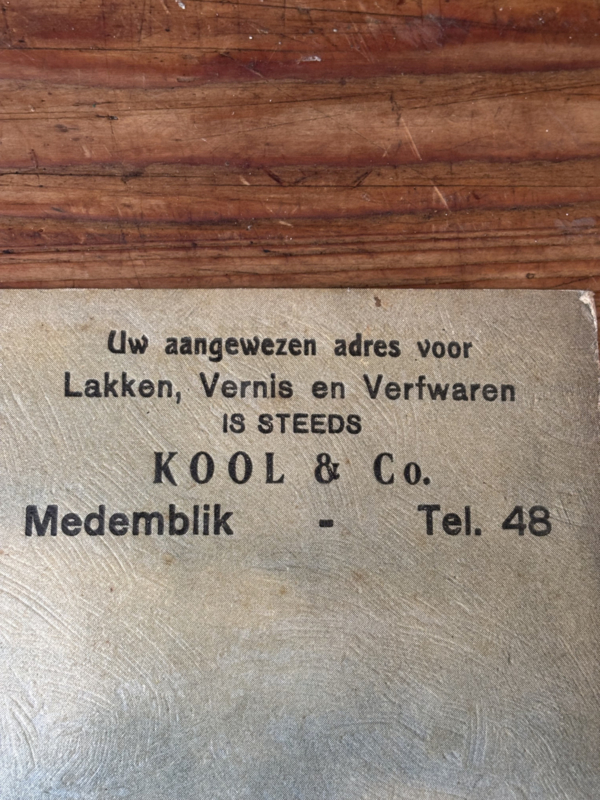 Uw aangewezen adres voor
Lakken, Vernis en Verfwaren
IS STEEDS
KOOL & Co.
Medemblik - Tel. 48